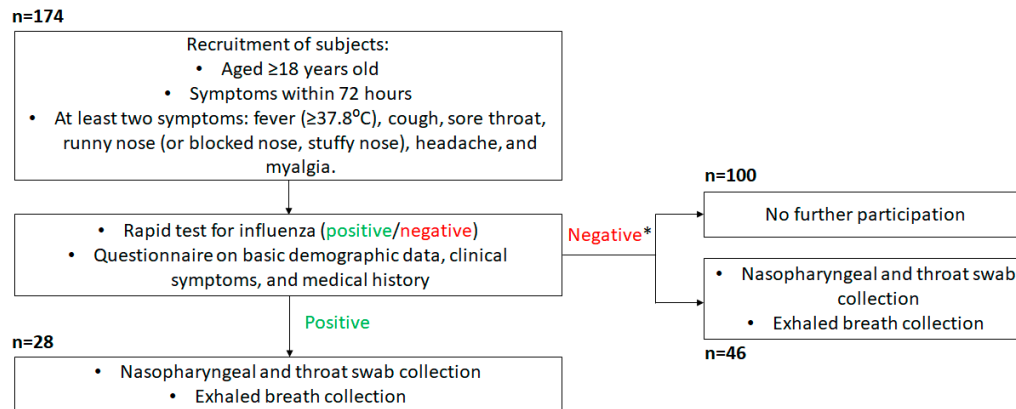 n=174
Recruitment of subjects:
• Aged ≥18 years old
• Symptoms within 72 hours
• At least two symptoms: fever (≥37.8⁰C), cough, sore throat,
runny nose (or blocked nose, stuffy nose), headache, and
myalgia.
• Rapid test for influenza (positive/negative)
• Questionnaire on basic demographic data, clinical
symptoms, and medical history
Negative*
n=100
No further participation
• Nasopharyngeal and throat swab
collection
• Exhaled breath collection
n=46
Positive
n=28
• Nasopharyngeal and throat swab collection
• Exhaled breath collection